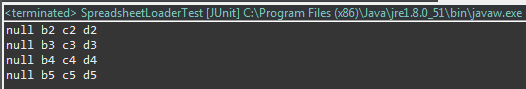 <terminated> SpreadsheetLoaderTest [JUnit] C:\Program Files (x86)\Java\jre1.8.0_51\bin\javaw.exe
null b2 c2 d2
null b3 c3 d3
null b4 c4 d4
null b5 c5 d5